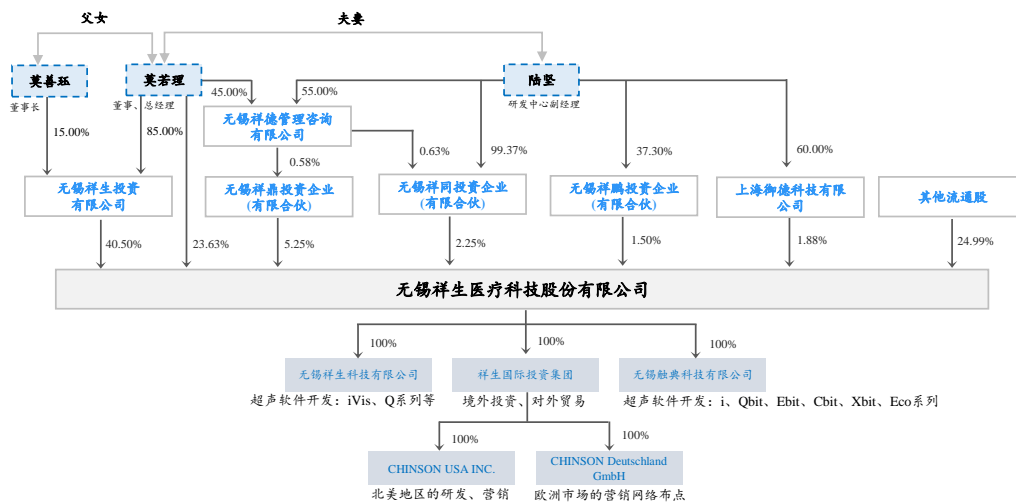 父女
夫妻
莫善珏
莫若理
陆坚
董事长
董事、总经理
研发中心副经理
45.00%
55.00%
15.00%
85.00%
无锡祥德管理咨询
有限公司
0.63%
99.37%
37.30%
60.00%
0.58%
无锡祥生投资
有限公司
无锡祥鼎投资企业
(有限合伙)
无锡祥同投资企业
(有限合伙)
无锡祥鹏投资企业
(有限合伙)
上海御德科技有限
公司
其他流通股
40.50%
23.63%
5.25%
2.25%
1.50%
1.88%
24.99%
无锡祥生医疗科技股份有限公司
100%
100%
100%
无锡祥生科技有限公司
祥生国际投资集团
无锡触典科技有限公司
超声软件开发：iVis、Q系列等
境外投资、对外贸易
超声软件开发：i、Qbit、Ebit、Cbit、Xbit、Eco系列
100%
100%
CHINSON USA INC.
CHINSON Deutschland
GmbH
北美地区的研发、营销
欧洲市场的营销网络布点